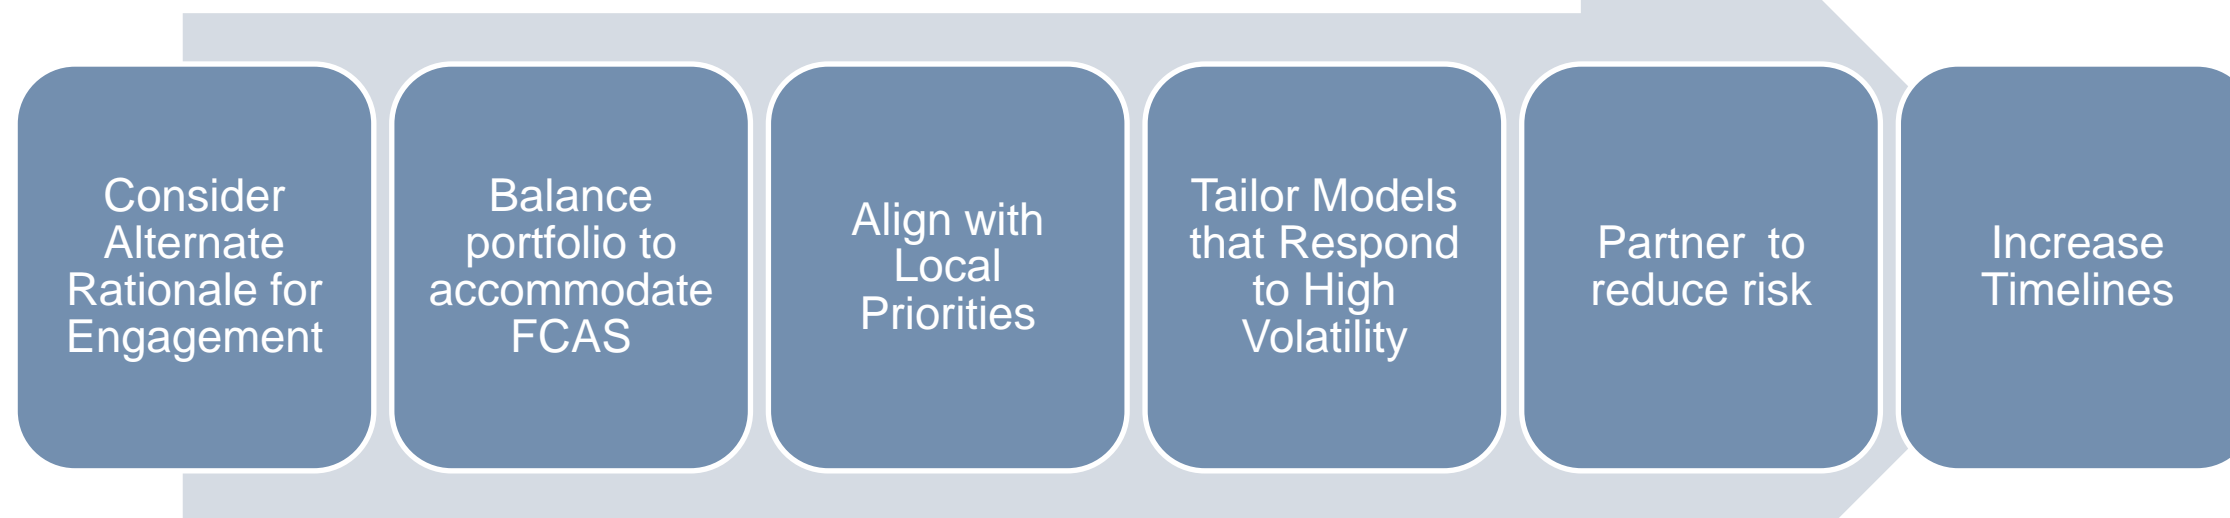 Consider
Alternate
Rationale for
Engagement
Balance
portfolio to
accommodate
FCAS
Align with
Local
Priorities
Tailor Models
that Respond
to High
Volatility
Partner  to
reduce risk
Increase
Timelines